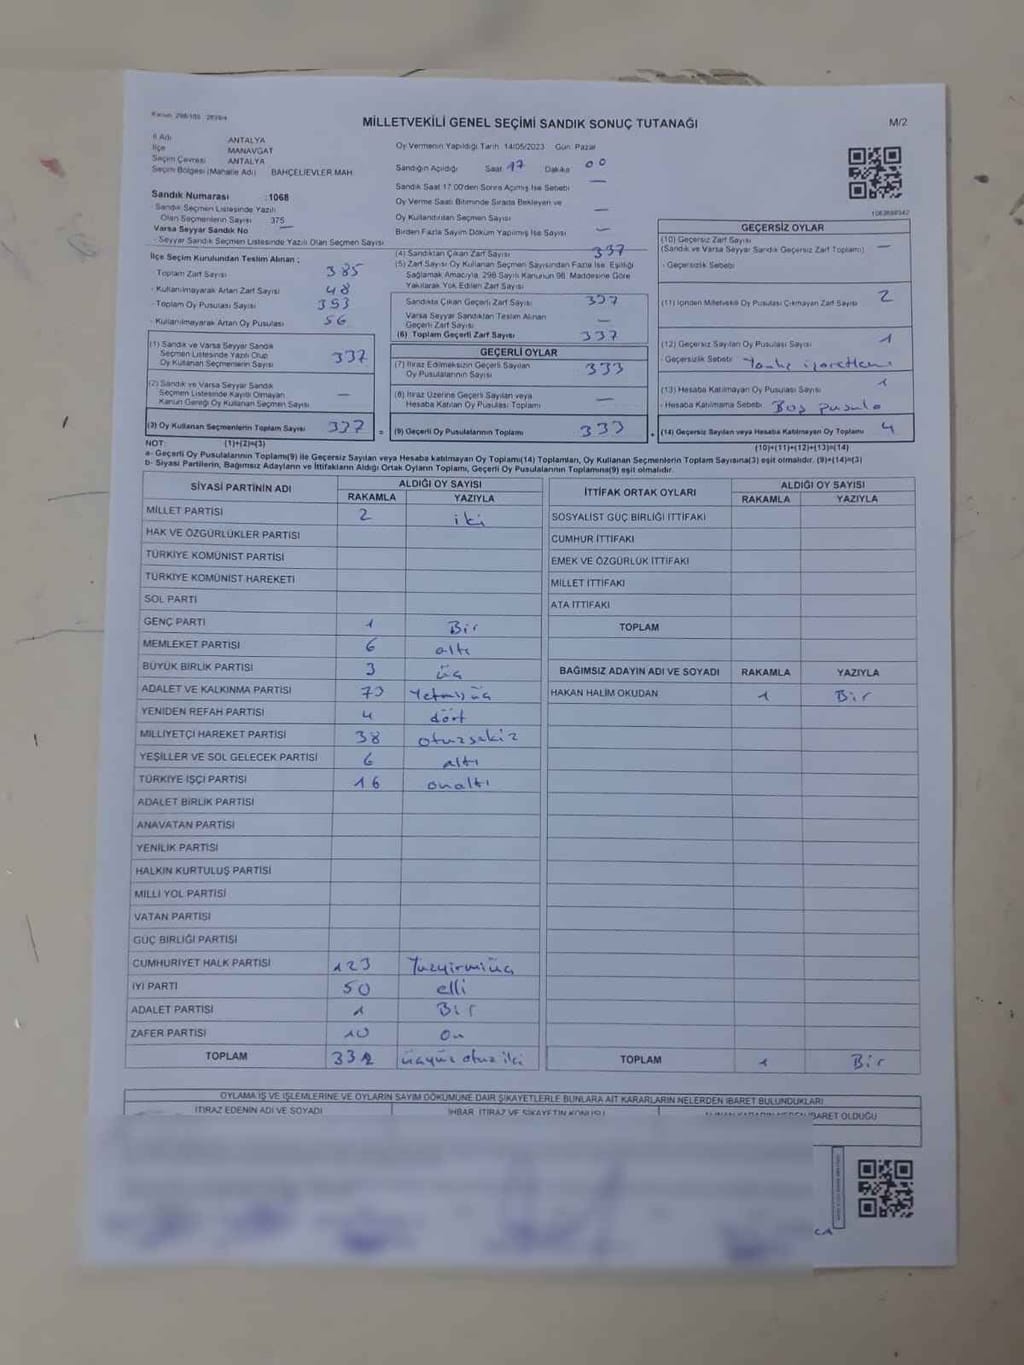 MİLLETVEKİLİ GENEL SEÇİMİ SANDIK SONUÇ TUTANAĞI
M/2
İl Adı ANTALYA
İlçe MANAVGAT
Seçim Çevresi ANTALYA
Seçim Bölgesi (Mahalle Adı) BAHÇELİEVLER MAH.
Sandık Numarası :1068
Sandık Seçmen Listesinde Yazılı
Olan Seçmenlerin Sayısı 375
Varsa Seyyar Sandık No —
- Seyyar Sandık Seçmen Listesinde Yazılı Olan Seçmen Sayısı
İlçe Seçim Kurulundan Teslim Alınan ;
Toplam Zarf Sayısı 385
- Kullanılmayarak Artan Zarf Sayısı 48
- Toplam Oy Pusulası Sayısı 393
- Kullanılmayarak Artan Oy Pusulası 56
(1) Sandık ve Varsa Seyyar Sandık
Seçmen Listesinde Yazılı Olup
Oy Kullanan Seçmenlerin Sayısı 337
(2) Sandık ve Varsa Seyyar Sandık
Seçmen Listesinde Kayıtlı Olmayan
Kanun Gereği Oy Kullanan Seçmen Sayısı —
(3) Oy Kullanan Seçmenlerin Toplam Sayısı 337
(1)+(2)=(3)
Oy Vermenin Yapıldığı Tarih 14/05/2023 Gün Pazar
Sandığın Açıldığı Saat 17 Dakika 00
Sandık Saat 17.00'den Sonra Açılmış İse Sebebi —
Oy Verme Saati Bitiminde Sırada Bekleyen ve
Oy Kullandırılan Seçmen Sayısı —
Birden Fazla Sayım Döküm Yapılmış İse Sayısı —
(4) Sandıktan Çıkan Zarf Sayısı 337
(5) Zarf Sayısı Oy Kullanan Seçmen Sayısından Fazla İse, Eşitliği
Sağlamak Amacıyla, 298 Sayılı Kanunun 98. Maddesine Göre
Yakılarak Yok Edilen Zarf Sayısı
Sandıkta Çıkan Geçerli Zarf Sayısı 337
Varsa Seyyar Sandıktan Teslim Alınan
Geçerli Zarf Sayısı —
(6) Toplam Geçerli Zarf Sayısı 337
GEÇERLİ OYLAR
(7) İtiraz Edilmeksizin Geçerli Sayılan
Oy Pusulalarının Sayısı 333
(8) İtiraz Üzerine Geçerli Sayılan veya
Hesaba Katılan Oy Pusulası Toplamı —
= (9) Geçerli Oy Pusulalarının Toplamı 333
GEÇERSİZ OYLAR
(10) Geçersiz Zarf Sayısı
(Sandık ve Varsa Seyyar Sandık Geçersiz Zarf Toplamı) —
- Geçersizlik Sebebi
(11) İçinden Milletvekili Oy Pusulası Çıkmayan Zarf Sayısı 2
(12) Geçersiz Sayılan Oy Pusulası Sayısı 1
- Geçersizlik Sebebi
(13) Hesaba Katılmayan Oy Pusulası Sayısı 1
- Hesaba Katılmama Sebebi Boş pusula
(14) Geçersiz Sayılan veya Hesaba Katılmayan Oy Toplamı 4
(10)+(11)+(12)+(13)=(14)
NOT:
a- Geçerli Oy Pusulalarının Toplamı(9) ile Geçersiz Sayılan veya Hesaba katılmayan Oy Toplamı(14) Toplamları, Oy Kullanan Seçmenlerin Toplam Sayısına(3) eşit olmalıdır. (9)+(14)=(3)
b- Siyasi Partilerin, Bağımsız Adayların ve İttifakların Aldığı Ortak Oyların Toplamı, Geçerli Oy Pusulalarının Toplamına(9) eşit olmalıdır.
SİYASİ PARTİNİN ADI ALDIĞI OY SAYISI
RAKAMLA YAZIYLA
MİLLET PARTİSİ 2 iki
HAK VE ÖZGÜRLÜKLER PARTİSİ
TÜRKİYE KOMÜNİST PARTİSİ
TÜRKİYE KOMÜNİST HAREKETİ
SOL PARTİ
GENÇ PARTİ 1 Bir
MEMLEKET PARTİSİ 6 altı
BÜYÜK BİRLİK PARTİSİ 3 üç
ADALET VE KALKINMA PARTİSİ 73 Yetmişüç
YENİDEN REFAH PARTİSİ 4 dört
MİLLİYETÇİ HAREKET PARTİSİ 38 otuzsekiz
YEŞİLLER VE SOL GELECEK PARTİSİ 6 altı
TÜRKİYE İŞÇİ PARTİSİ 16 onaltı
ADALET BİRLİK PARTİSİ
ANAVATAN PARTİSİ
YENİLİK PARTİSİ
HALKIN KURTULUŞ PARTİSİ
MİLLİ YOL PARTİSİ
VATAN PARTİSİ
GÜÇ BİRLİĞİ PARTİSİ
CUMHURİYET HALK PARTİSİ 123 Yüzyirmiüç
İYİ PARTİ 50 elli
ADALET PARTİSİ 1 Bir
ZAFER PARTİSİ 10 On
TOPLAM 332 üçyüz otuz iki
İTTİFAK ORTAK OYLARI ALDIĞI OY SAYISI
RAKAMLA YAZIYLA
SOSYALİST GÜÇ BİRLİĞİ İTTİFAKI
CUMHUR İTTİFAKI
EMEK VE ÖZGÜRLÜK İTTİFAKI
MİLLET İTTİFAKI
ATA İTTİFAKI
TOPLAM
BAĞIMSIZ ADAYIN ADI VE SOYADI RAKAMLA YAZIYLA
HAKAN HALİM OKUDAN 1 Bir
TOPLAM 1 Bir
OYLAMA İŞ VE İŞLEMLERİNE VE OYLARIN SAYIM DÖKÜMÜNE DAİR ŞİKAYETLERLE BUNLARA AİT KARARLARIN NELERDEN İBARET BULUNDUKLARI
İTİRAZ EDENİN ADI VE SOYADI İHBAR, İTİRAZ VE ŞİKAYETİN KONUSU